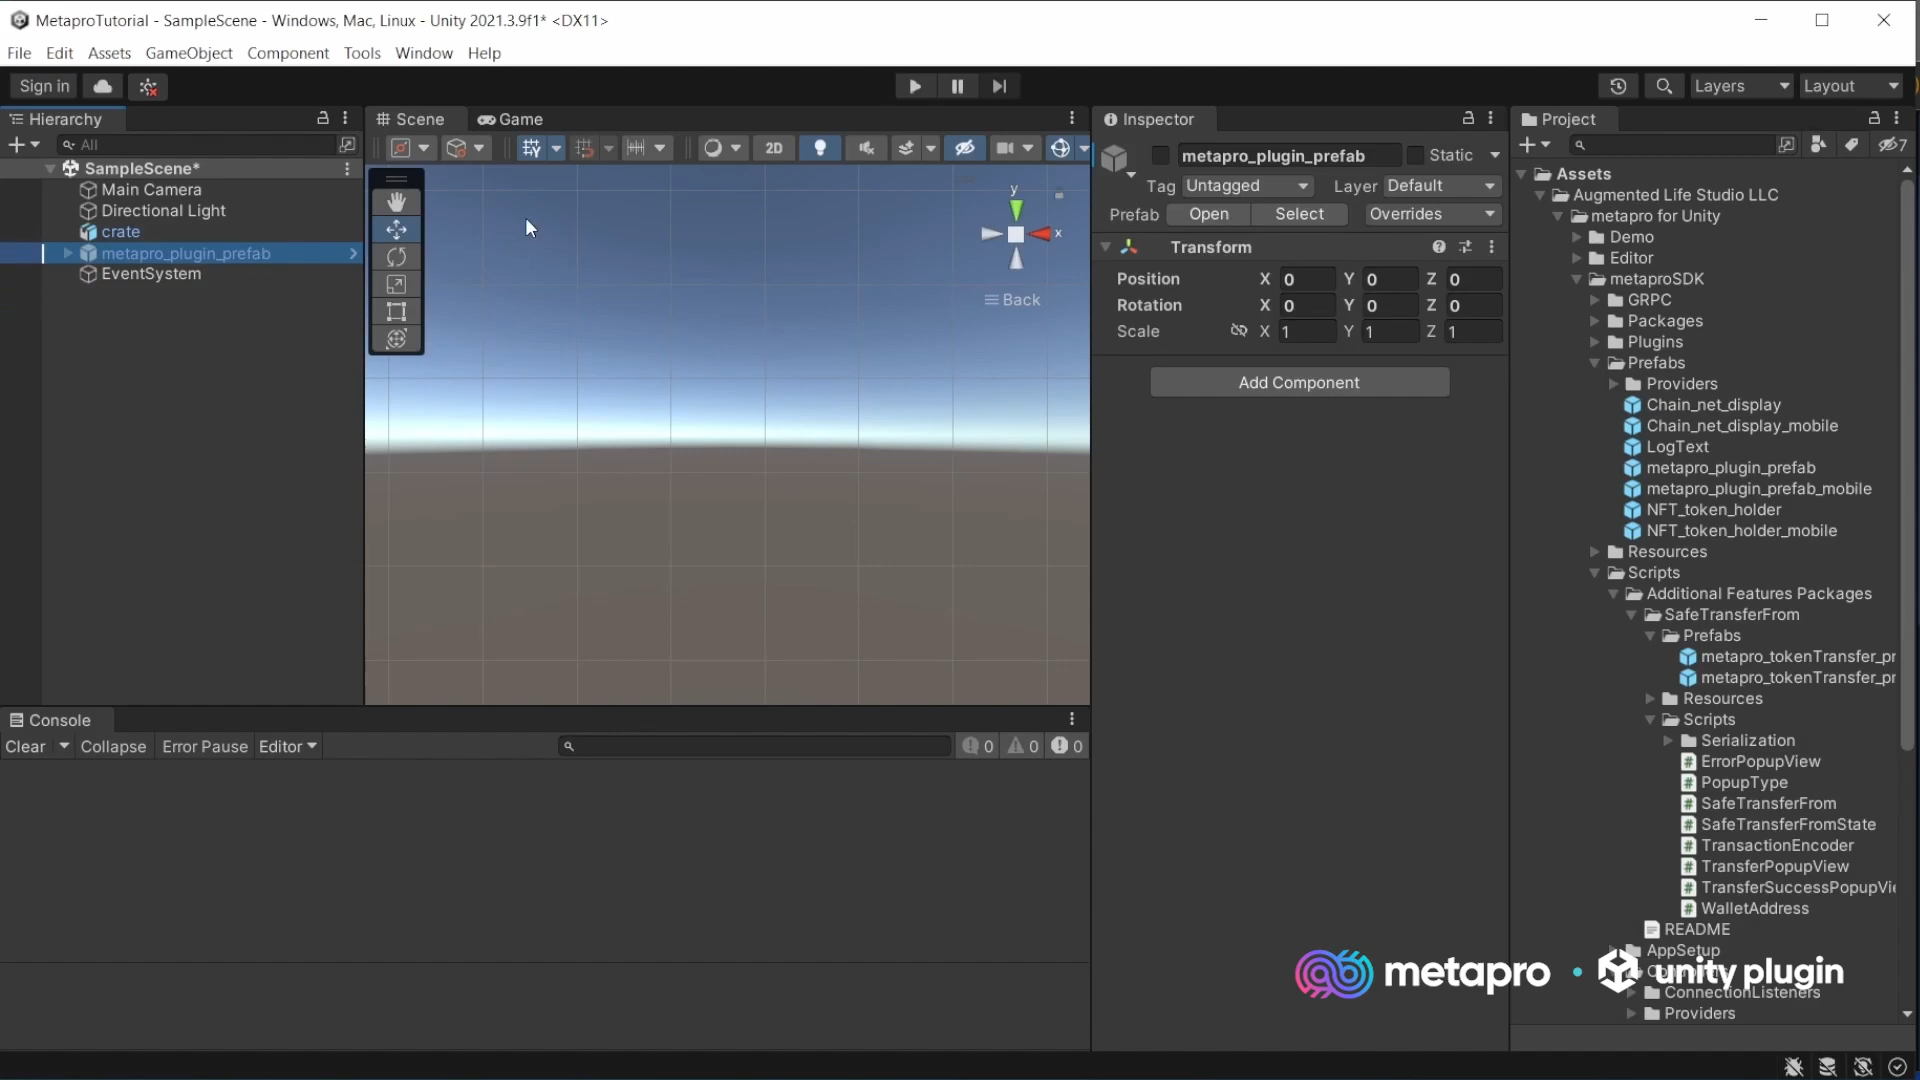 MetaproTutorial - SampleScene - Windows, Mac, Linux - Unity 2021.3.9f1* <DX11>
File Edit Assets GameObject Component Tools Window Help
Sign in
Layers
Layout
Hierarchy
All
SampleScene*
Main Camera
Directional Light
crate
metapro_plugin_prefab
EventSystem
Scene
Game
2D
y
x
Back
Inspector
metapro_plugin_prefab
Static
Tag Untagged Layer Default
Prefab Open Select Overrides
Transform
Position X 0 Y 0 Z 0
Rotation X 0 Y 0 Z 0
Scale X 1 Y 1 Z 1
Add Component
Project
7
Assets
Augmented Life Studio LLC
metapro for Unity
Demo
Editor
metaproSDK
GRPC
Packages
Plugins
Prefabs
Providers
Chain_net_display
Chain_net_display_mobile
LogText
metapro_plugin_prefab
metapro_plugin_prefab_mobile
NFT_token_holder
NFT_token_holder_mobile
Resources
Scripts
Additional Features Packages
SafeTransferFrom
Prefabs
metapro_tokenTransfer_pr
metapro_tokenTransfer_pr
Resources
Scripts
Serialization
ErrorPopupView
PopupType
SafeTransferFrom
SafeTransferFromState
TransactionEncoder
TransferPopupView
TransferSuccessPopupVie
WalletAddress
README
AppSetup
ConnectionListeners
Providers
Console
Clear Collapse Error Pause Editor
0 0 0
metapro • unity plugin